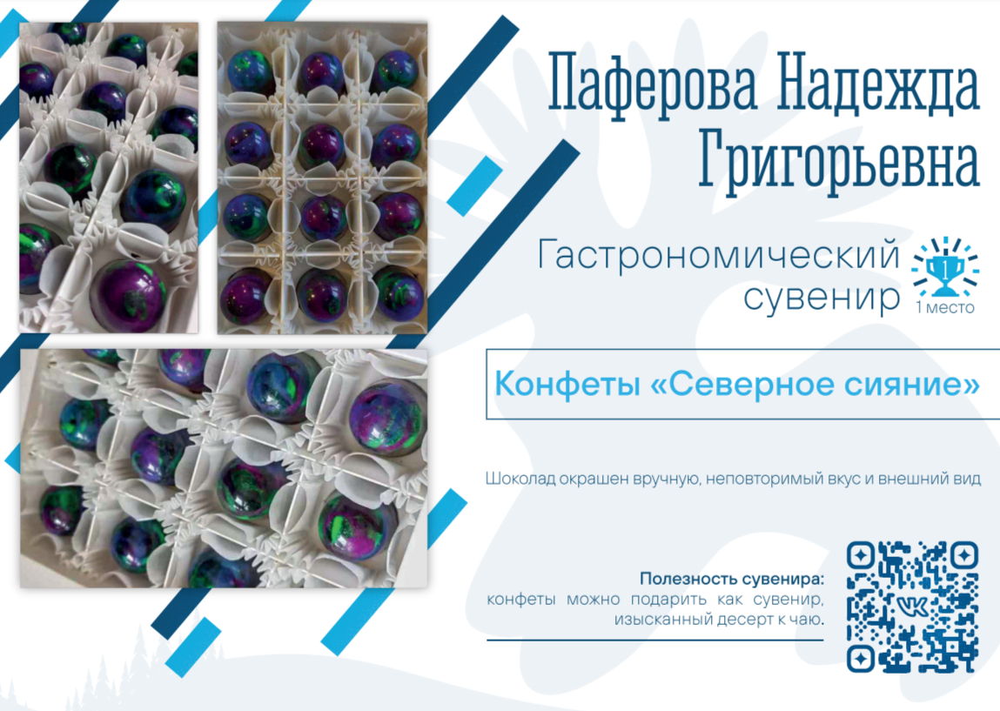 Паферова Надежда
Григорьевна
Гастрономический
сувенир
1
1 место
Конфеты «Северное сияние»
Шоколад окрашен вручную, неповторимый вкус и внешний вид
Полезность сувенира:
конфеты можно подарить как сувенир,
изысканный десерт к чаю.